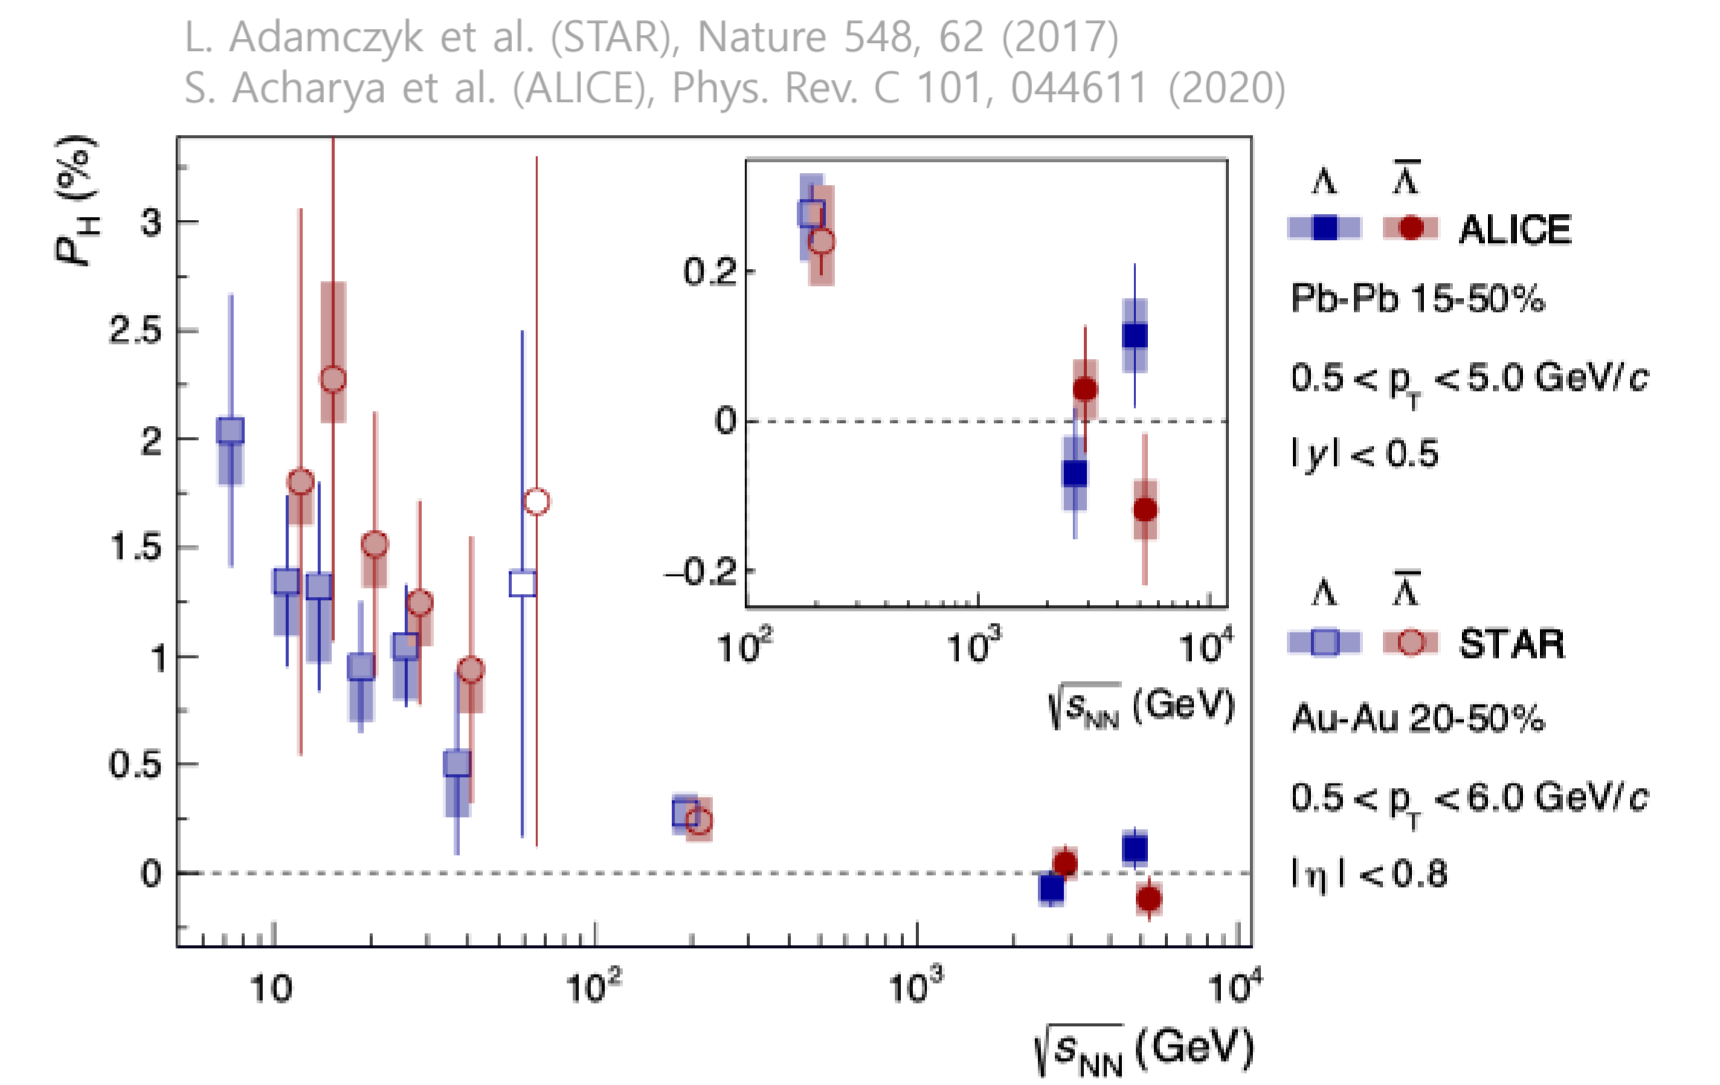 L. Adamczyk et al. (STAR), Nature 548, 62 (2017)
S. Acharya et al. (ALICE), Phys. Rev. C 101, 044611 (2020)
P_H (%)
3
2.5
2
1.5
1
0.5
0
10
10²
10³
10⁴
√s_NN (GeV)
0.2
0
−0.2
10²
10³
10⁴
√s_NN (GeV)
Λ Λ̅
ALICE
Pb-Pb 15-50%
0.5 < p_T < 5.0 GeV/c
|y| < 0.5
Λ Λ̅
STAR
Au-Au 20-50%
0.5 < p_T < 6.0 GeV/c
|η| < 0.8